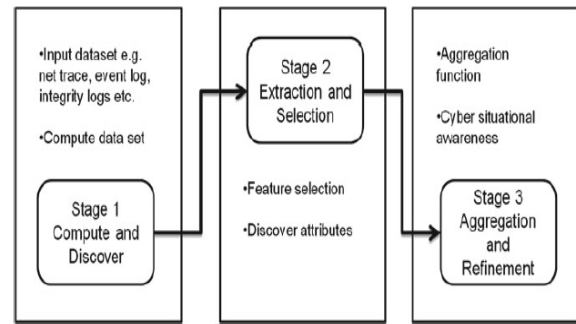 •Input dataset e.g.
net trace, event log,
integrity logs etc.
•Compute data set
Stage 1
Compute and
Discover
Stage 2
Extraction and
Selection
•Feature selection
•Discover attributes
•Aggregation
function
•Cyber situational
awareness
Stage 3
Aggregation
and
Refinement